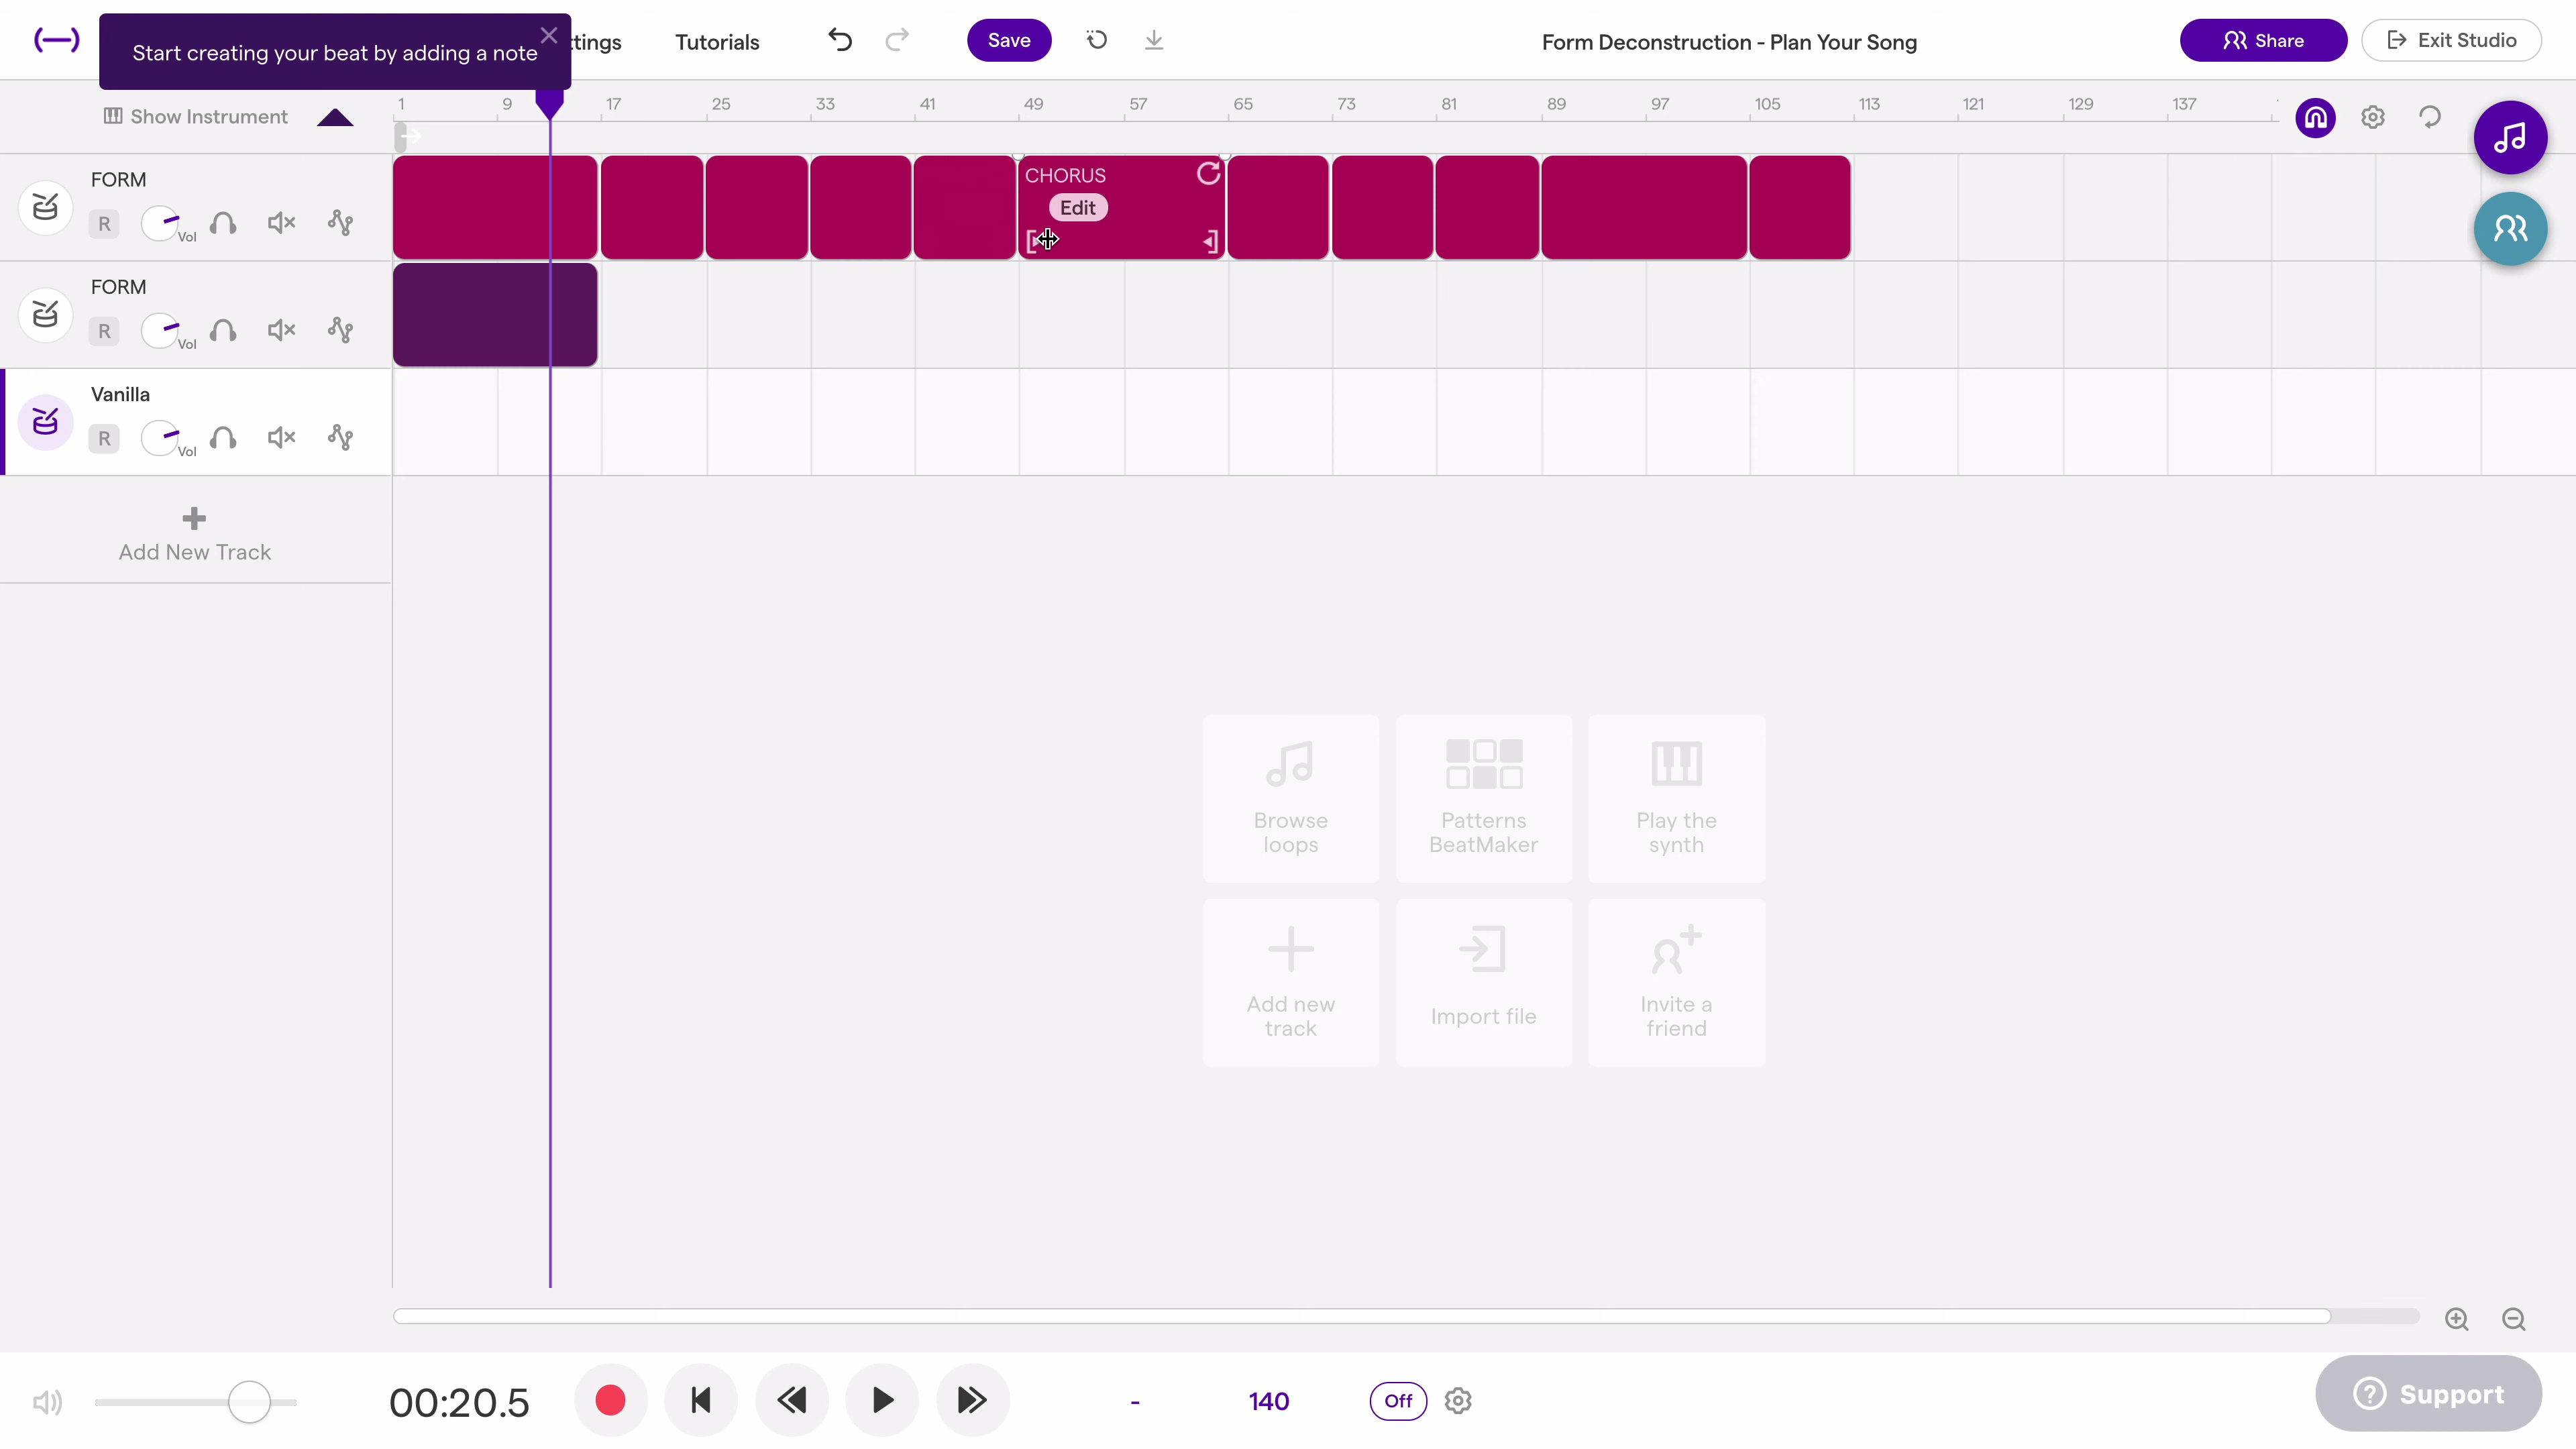 Start creating your beat by adding a note
ttings
Tutorials
Save
Form Deconstruction - Plan Your Song
Share
Exit Studio
Show Instrument
1 9 17 25 33 41 49 57 65 73 81 89 97 105 113 121 129 137
FORM
R
Vol
CHORUS
Edit
FORM
R
Vol
Vanilla
R
Vol
Add New Track
Browse
loops
Patterns
BeatMaker
Play the
synth
Add new
track
Import file
Invite a
friend
00:20.5
-
140
Off
Support